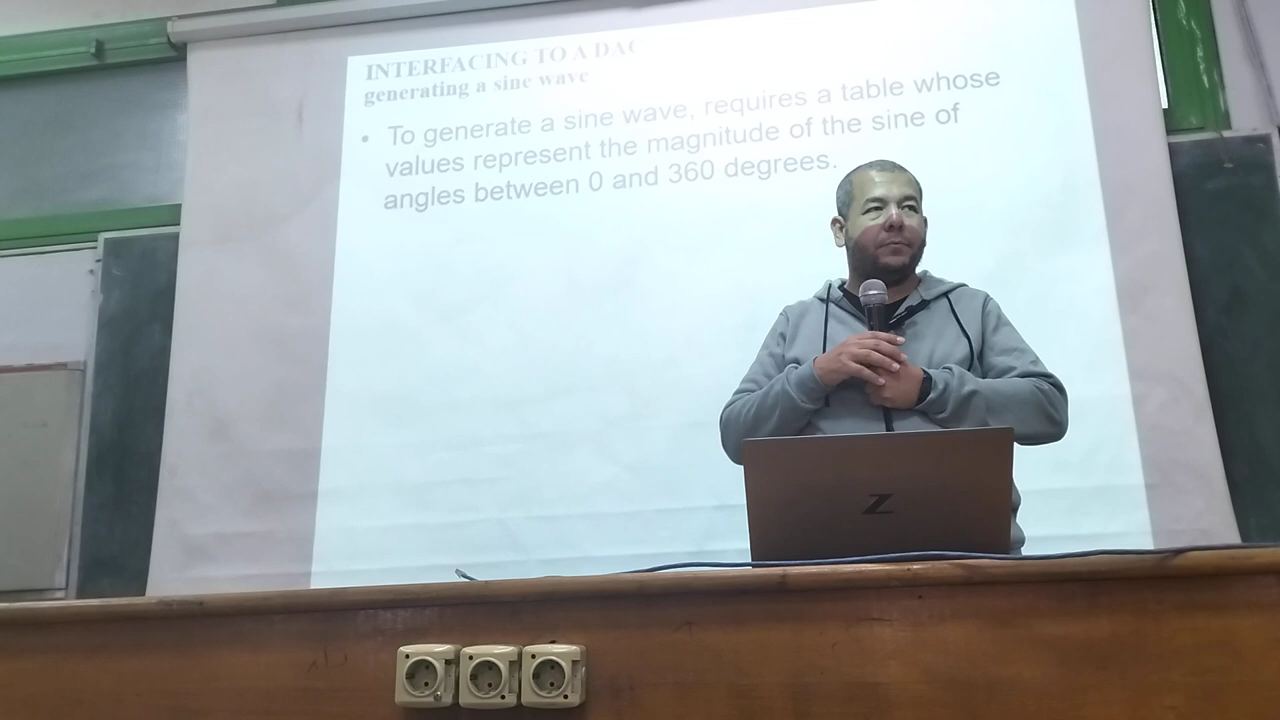 INTERFACING TO A DAC
generating a sine wave
• To generate a sine wave, requires a table whose
values represent the magnitude of the sine of
angles between 0 and 360 degrees.
Z